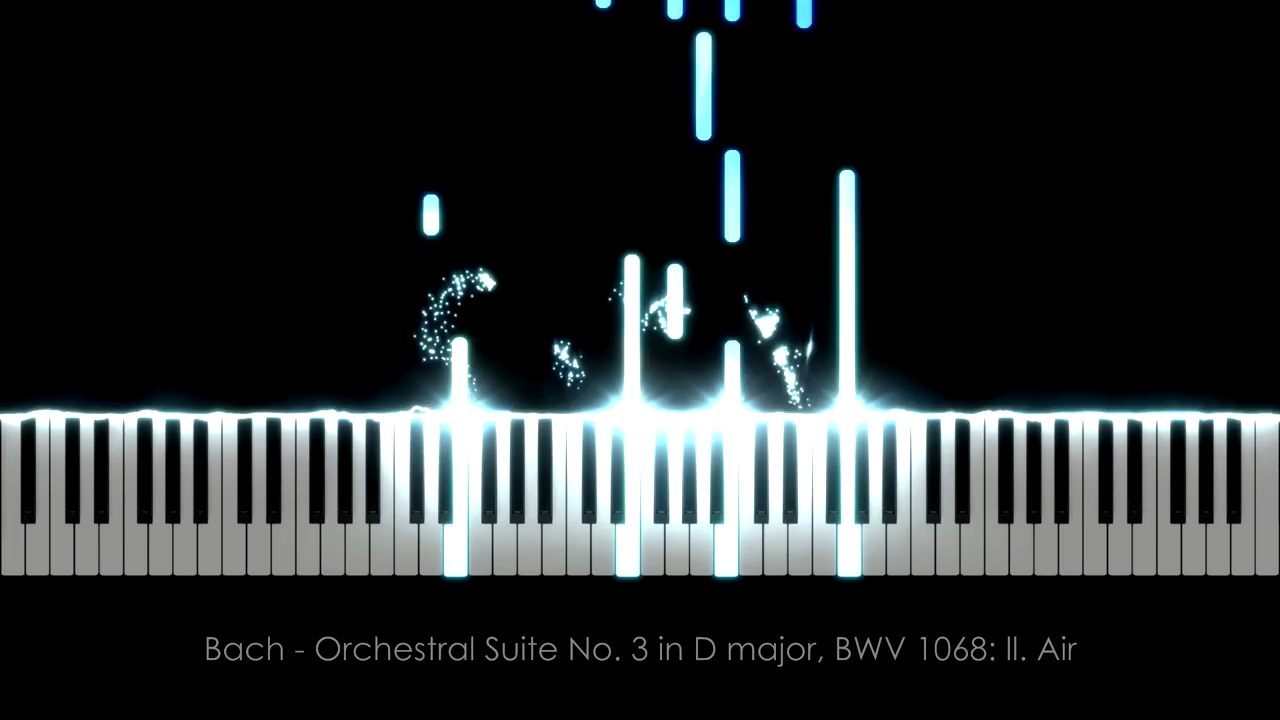 Bach - Orchestral Suite No. 3 in D major, BWV 1068: II. Air